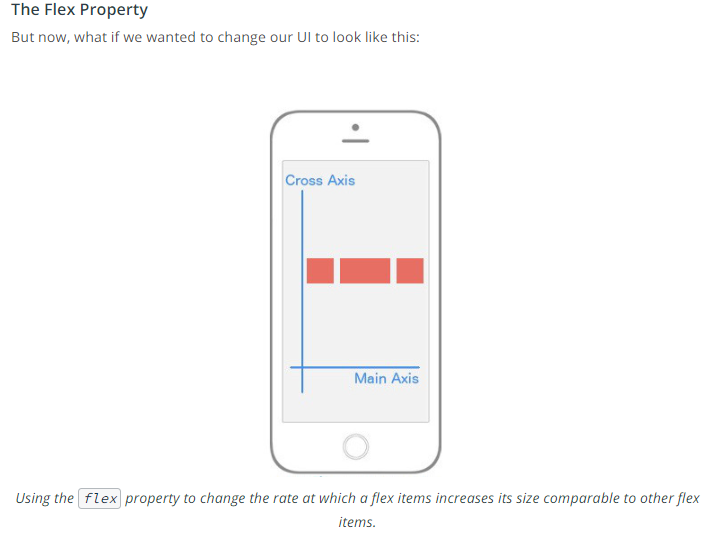 The Flex Property
But now, what if we wanted to change our UI to look like this:
Cross Axis
Main Axis
Using the flex property to change the rate at which a flex items increases its size comparable to other flex
items.